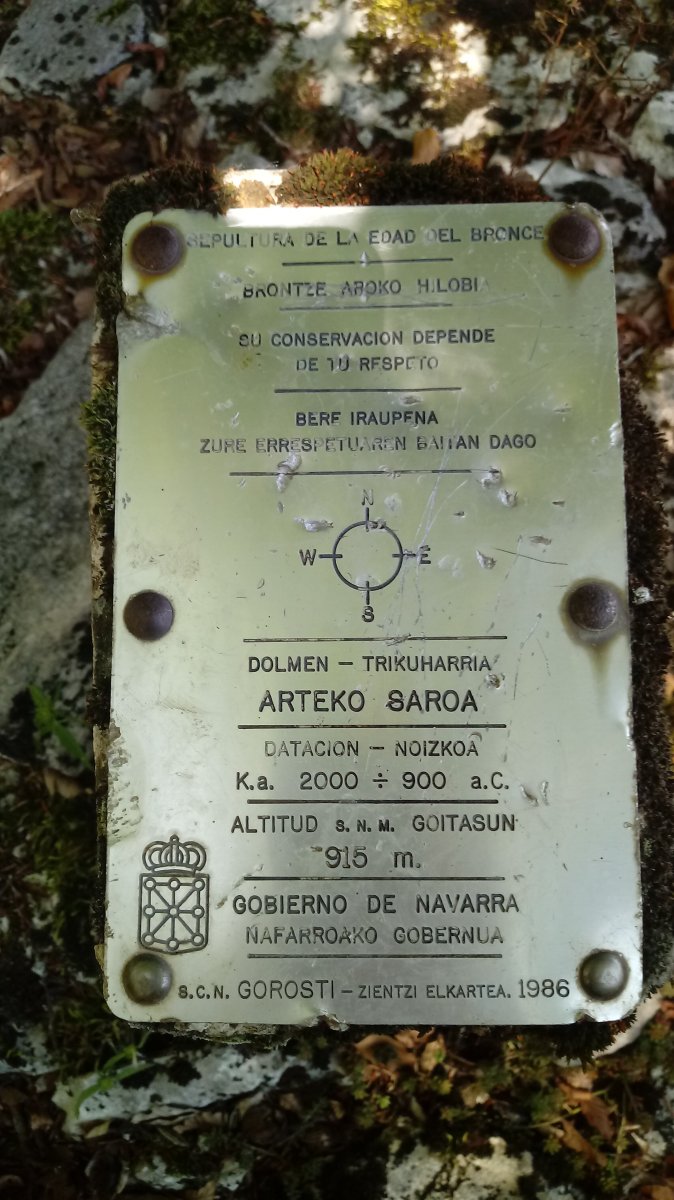 SEPULTURA DE LA EDAD DEL BRONCE
BRONTZE AROKO HILOBIA
SU CONSERVACION DEPENDE
DE TU RESPETO
BERE IRAUPENA
ZURE ERRESPETUAREN BAITAN DAGO
N
W E
S
DOLMEN – TRIKUHARRIA
ARTEKO SAROA
DATACION – NOIZKOA
K.a. 2000 ÷ 900 a.C.
ALTITUD S.N.M. GOITASUN
915 m.
GOBIERNO DE NAVARRA
NAFARROAKO GOBERNUA
S.C.N. GOROSTI – ZIENTZI ELKARTEA. 1986